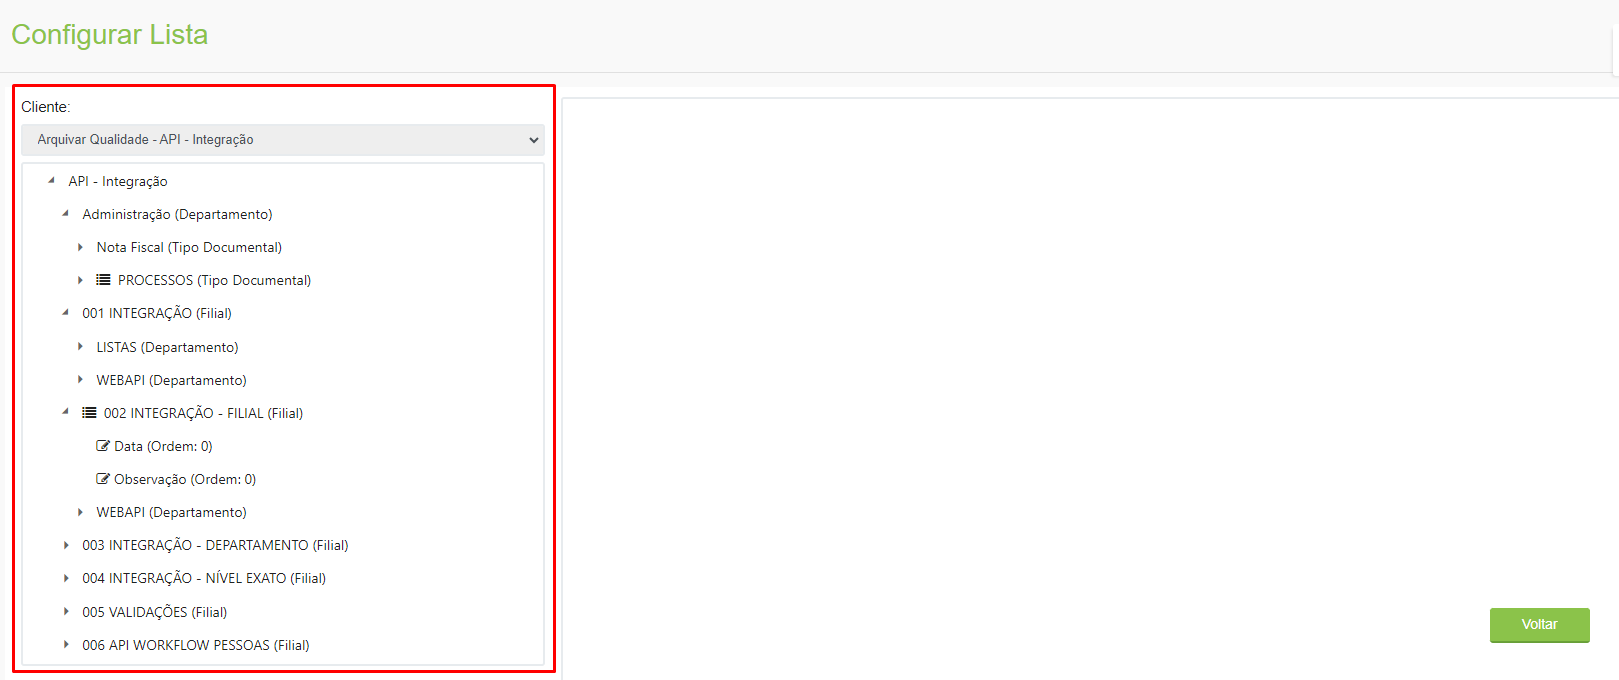 Configurar Lista
Cliente:
Arquivar Qualidade - API - Integração
API - Integração
Administração (Departamento)
Nota Fiscal (Tipo Documental)
PROCESSOS (Tipo Documental)
001 INTEGRAÇÃO (Filial)
LISTAS (Departamento)
WEBAPI (Departamento)
002 INTEGRAÇÃO - FILIAL (Filial)
Data (Ordem: 0)
Observação (Ordem: 0)
WEBAPI (Departamento)
003 INTEGRAÇÃO - DEPARTAMENTO (Filial)
004 INTEGRAÇÃO - NÍVEL EXATO (Filial)
005 VALIDAÇÕES (Filial)
006 API WORKFLOW PESSOAS (Filial)
Voltar